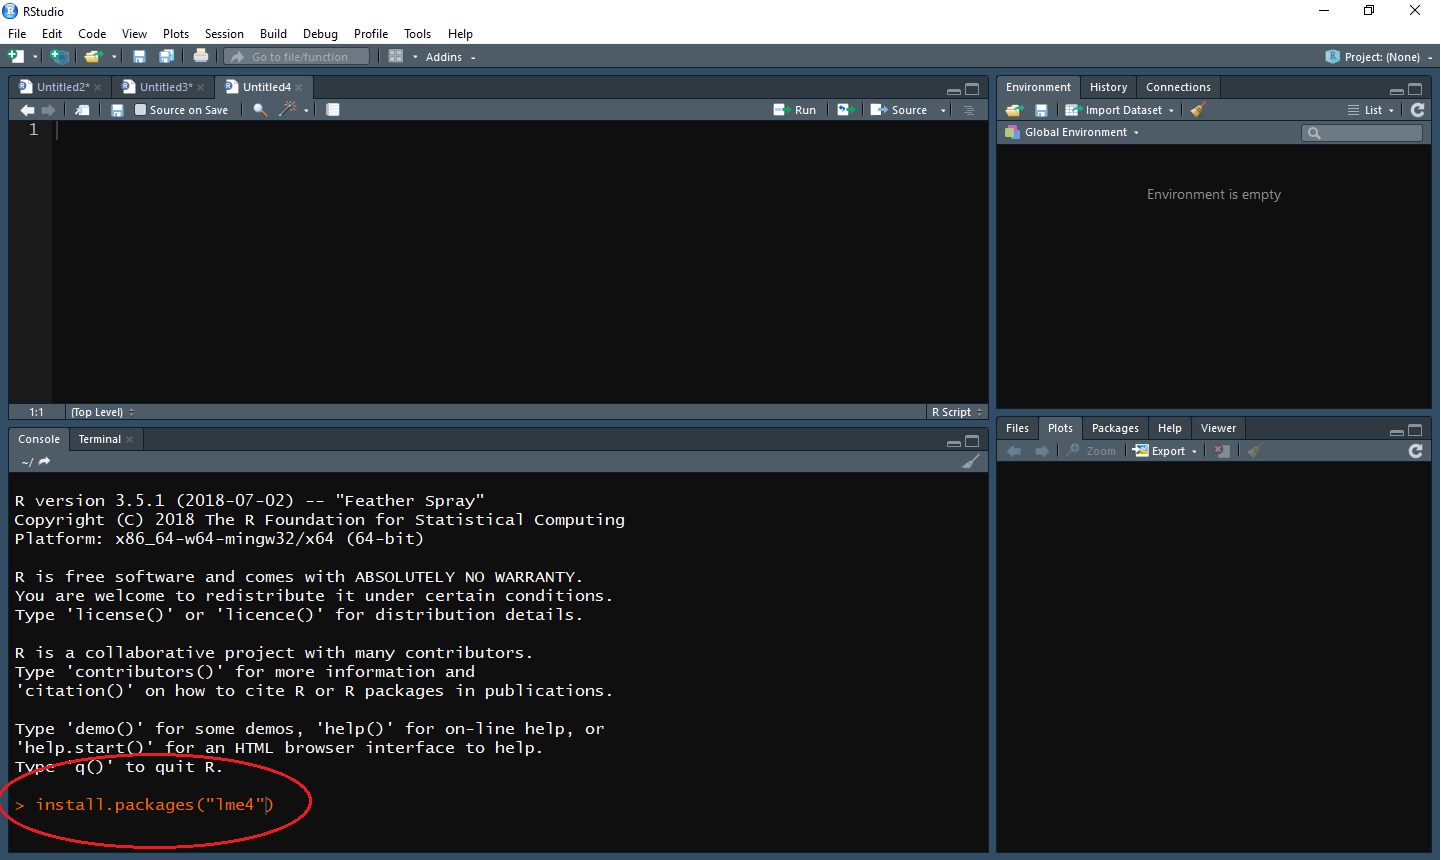 RStudio
File Edit Code View Plots Session Build Debug Profile Tools Help
Go to file/function Addins Project: (None)
Untitled2* Untitled3* Untitled4
Source on Save Run Source
1
1:1 (Top Level) R Script
Console Terminal
~/
R version 3.5.1 (2018-07-02) -- "Feather Spray"
Copyright (C) 2018 The R Foundation for Statistical Computing
Platform: x86_64-w64-mingw32/x64 (64-bit)
R is free software and comes with ABSOLUTELY NO WARRANTY.
You are welcome to redistribute it under certain conditions.
Type 'license()' or 'licence()' for distribution details.
R is a collaborative project with many contributors.
Type 'contributors()' for more information and
'citation()' on how to cite R or R packages in publications.
Type 'demo()' for some demos, 'help()' for on-line help, or
'help.start()' for an HTML browser interface to help.
Type 'q()' to quit R.
> install.packages("lme4")
Environment History Connections
Import Dataset List
Global Environment
Environment is empty
Files Plots Packages Help Viewer
Zoom Export